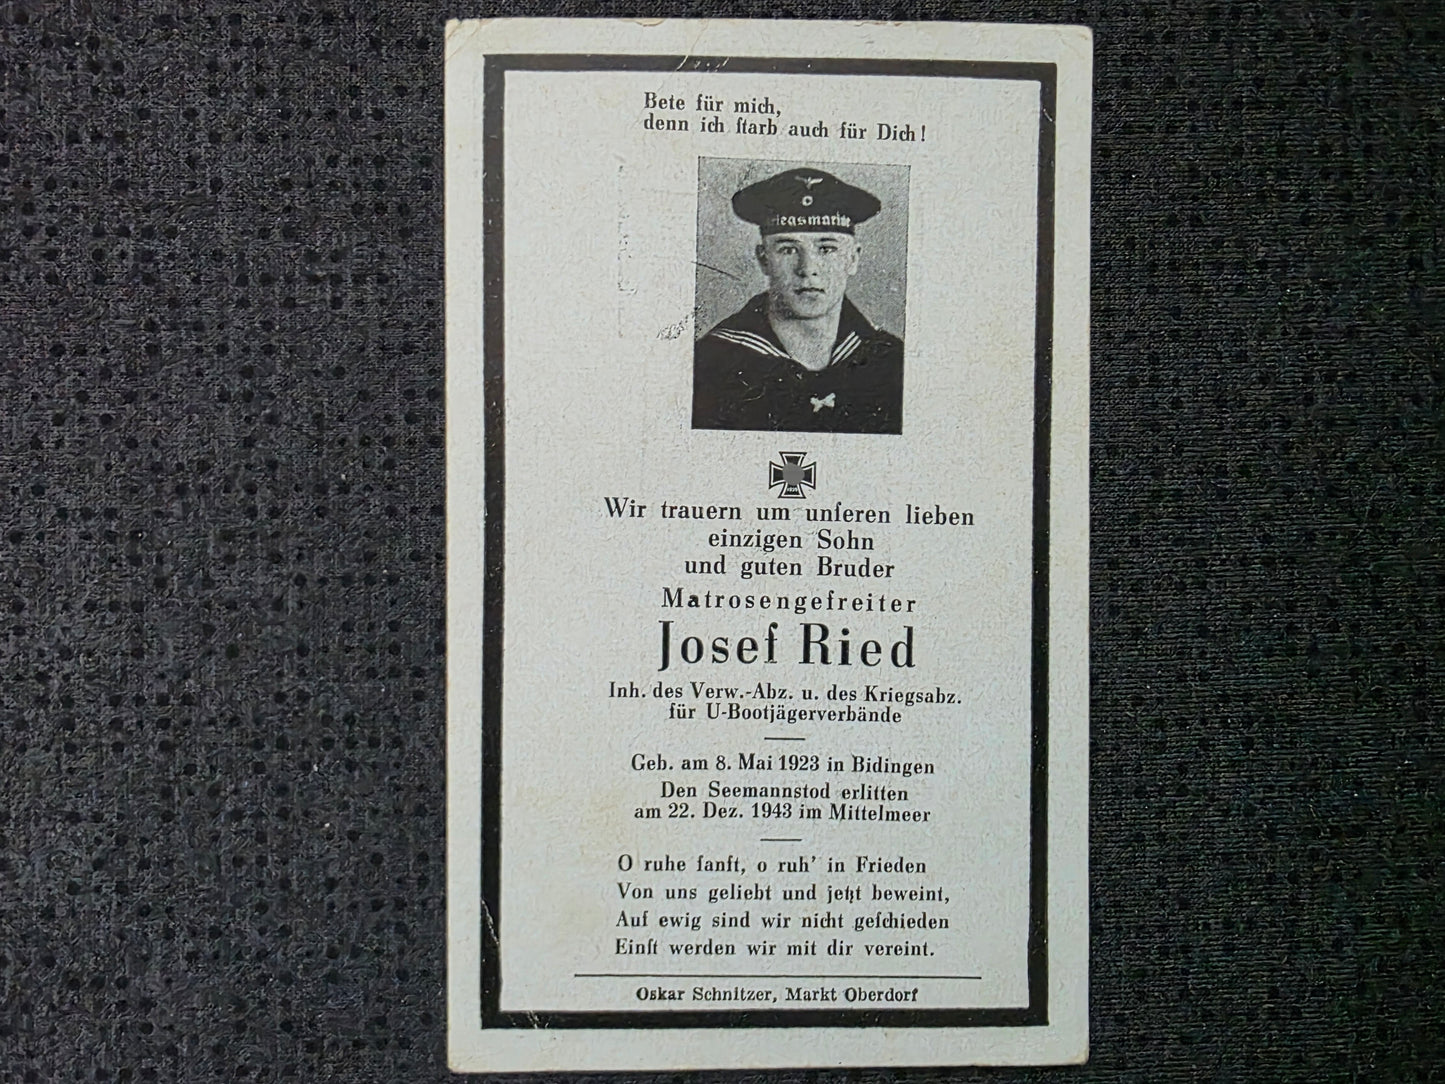 Bete für mich,
denn ich ſtarb auch für Dich!
iegsmarine
1939
Wir trauern um unſeren lieben
einzigen Sohn
und guten Bruder
Matrosengefreiter
Josef Ried
Inh. des Verw.-Abz. u. des Kriegsabz.
für U-Bootjägerverbände
Geb. am 8. Mai 1923 in Bidingen
Den Seemannstod erlitten
am 22. Dez. 1943 im Mittelmeer
O ruhe ſanft, o ruh' in Frieden
Von uns geliebt und jetzt beweint,
Auf ewig sind wir nicht geſchieden
Einſt werden wir mit dir vereint.
Oskar Schnitzer, Markt Oberdorf